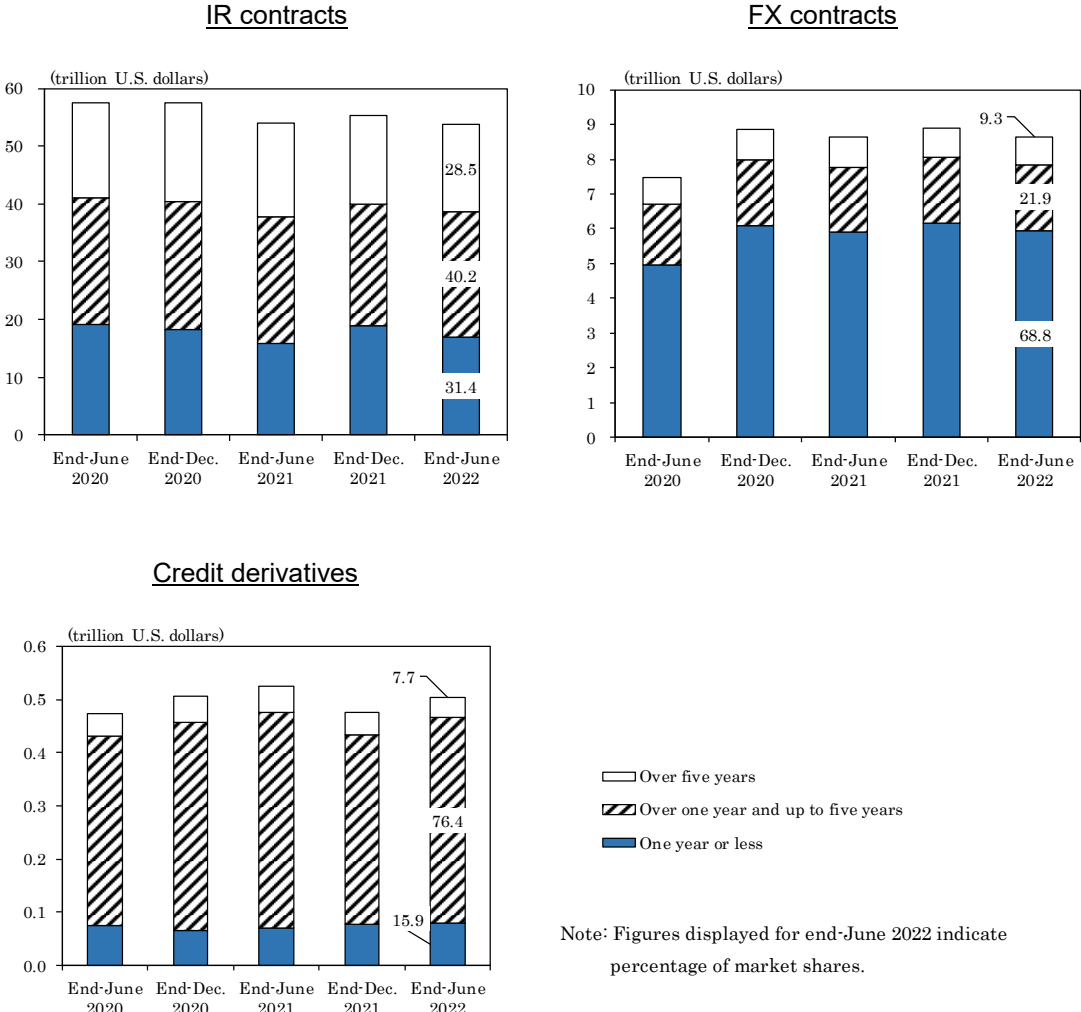 IR contracts
(trillion U.S. dollars)
60
50
40
30
20
10
0
28.5
40.2
31.4
End-June End-Dec. End-June End-Dec. End-June
2020 2020 2021 2021 2022
FX contracts
(trillion U.S. dollars)
10
9
8
7
6
5
4
3
2
1
0
9.3
21.9
68.8
End-June End-Dec. End-June End-Dec. End-June
2020 2020 2021 2021 2022
Credit derivatives
(trillion U.S. dollars)
0.6
0.5
0.4
0.3
0.2
0.1
0.0
7.7
76.4
15.9
End-June End-Dec. End-June End-Dec. End-June
2020 2020 2021 2021 2022
Over five years
Over one year and up to five years
One year or less
Note: Figures displayed for end-June 2022 indicate
percentage of market shares.